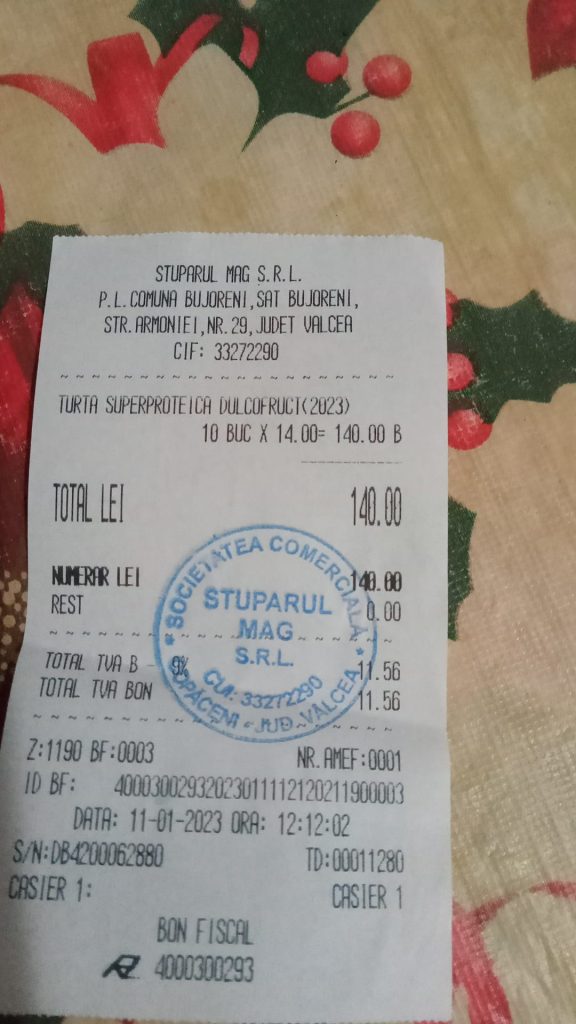 STUPARUL MAG S.R.L.
P.L.COMUNA BUJORENI,SAT BUJORENI,
STR.ARMONIEI,NR.29,JUDET VALCEA
CIF: 33272290
TURTA SUPERPROTEICA DULCOFRUCT(2023)
10 BUC X 14.00= 140.00 B
TOTAL LEI 140.00
NUMERAR LEI 140.00
REST 0.00
TOTAL TVA B - 9% 11.56
TOTAL TVA BON 11.56
SOCIETATEA COMERCIALĂ
STUPARUL
MAG
S.R.L.
CUI: 33272290
COPĂCENI - JUD. VÂLCEA
Z:1190 BF:0003 NR.AMEF:0001
ID BF: 40003002932023011112120211900003
DATA: 11-01-2023 ORA: 12:12:02
S/N:DB4200062880 TD:00011280
CASIER 1: CASIER 1
BON FISCAL
4000300293